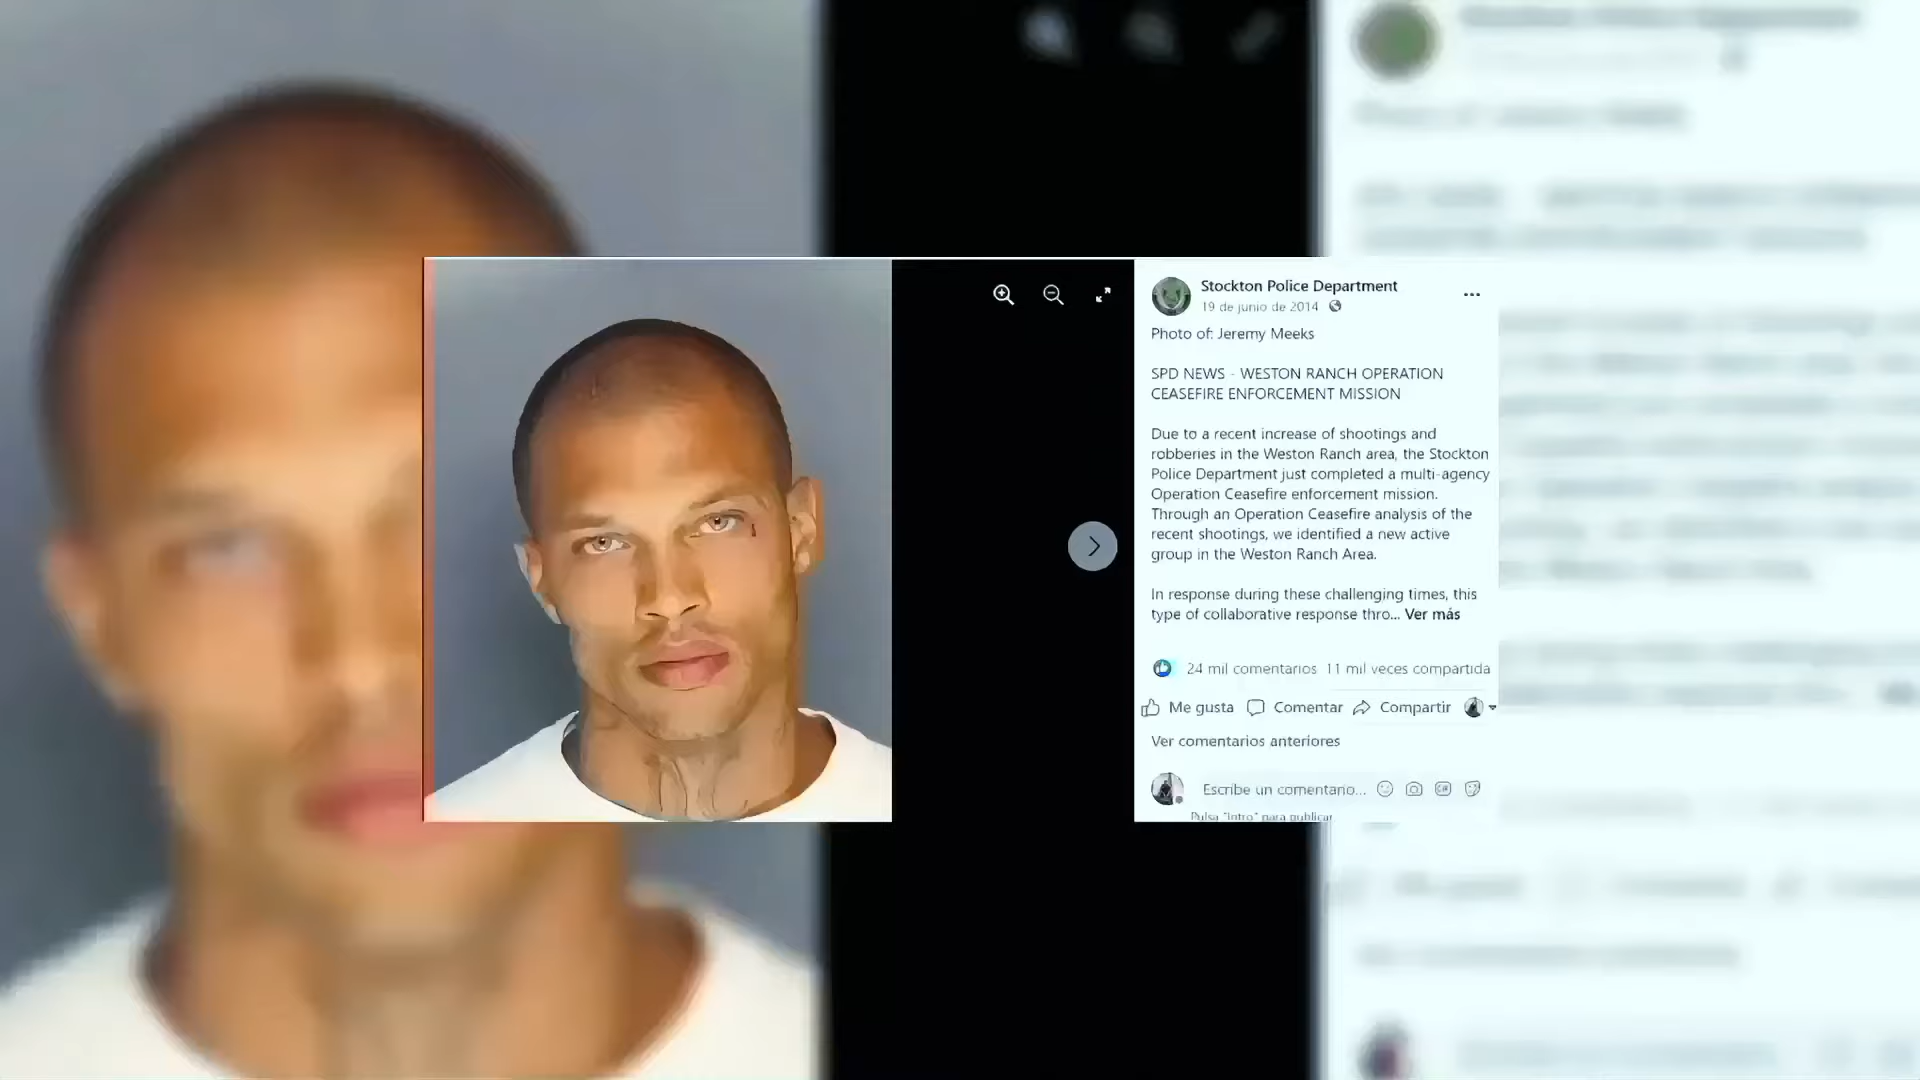 Stockton Police Department
19 de junio de 2014
Photo of: Jeremy Meeks
SPD NEWS - WESTON RANCH OPERATION
CEASEFIRE ENFORCEMENT MISSION
Due to a recent increase of shootings and
robberies in the Weston Ranch area, the Stockton
Police Department just completed a multi-agency
Operation Ceasefire enforcement mission.
Through an Operation Ceasefire analysis of the
recent shootings, we identified a new active
group in the Weston Ranch Area.
In response during these challenging times, this
type of collaborative response thro... Ver más
24 mil comentarios 11 mil veces compartida
Me gusta Comentar Compartir
Ver comentarios anteriores
Escribe un comentario...
Pulsa "Intro" para publicar